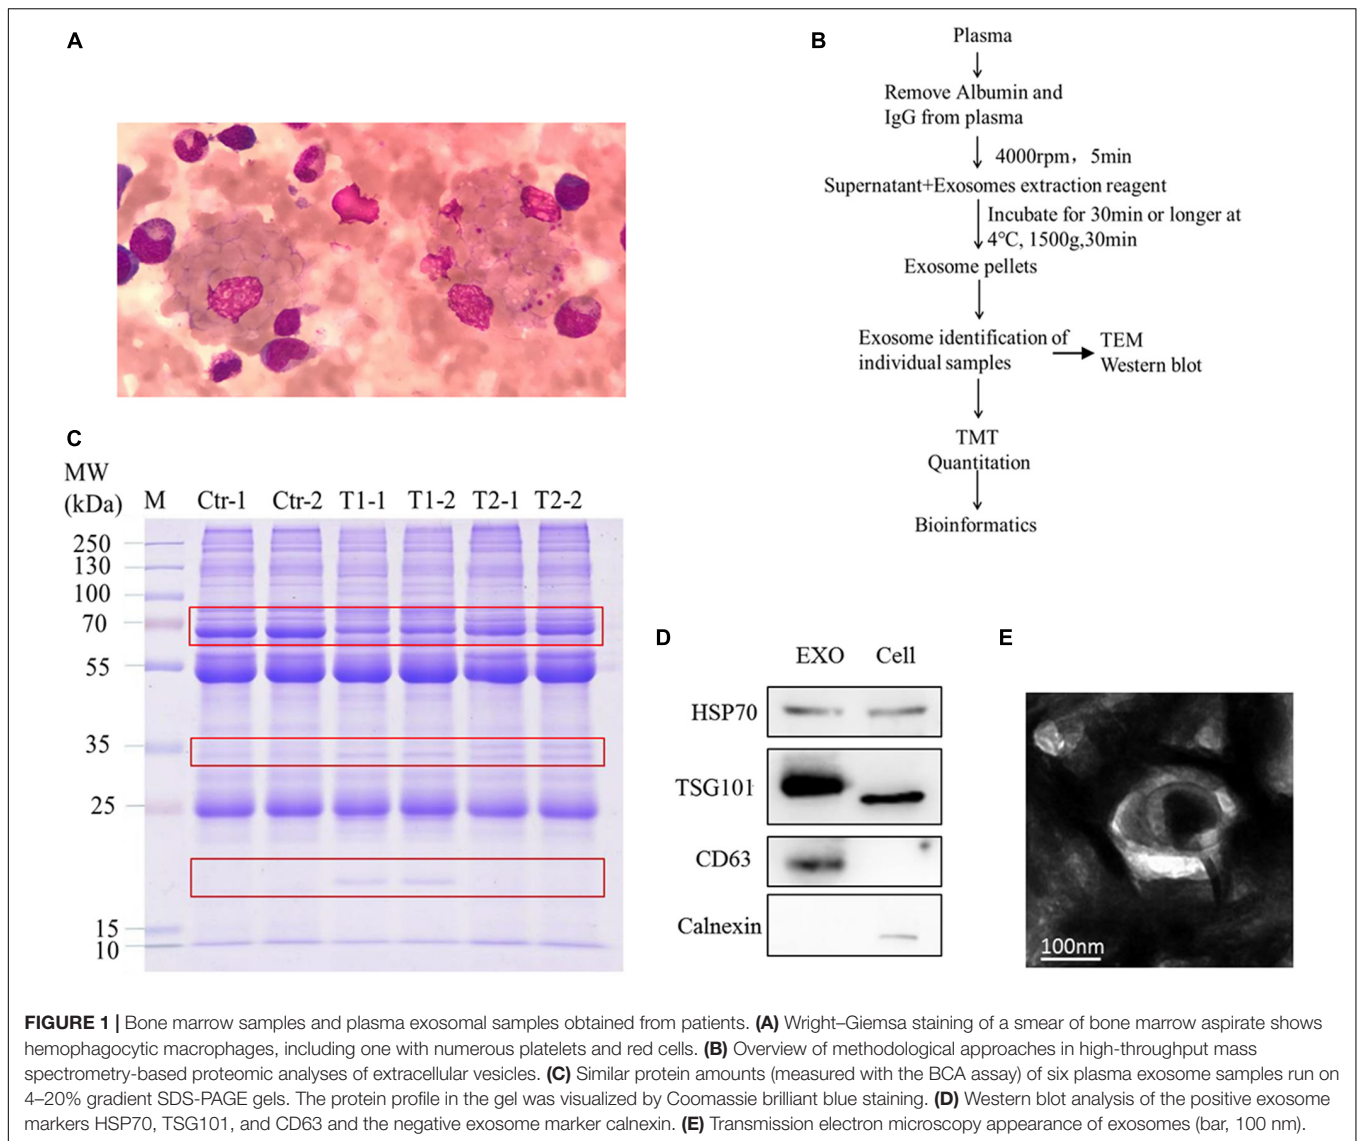 A
B
Plasma
Remove Albumin and
IgG from plasma
4000rpm，5min
Supernatant+Exosomes extraction reagent
Incubate for 30min or longer at
4℃, 1500g,30min
Exosome pellets
Exosome identification of
individual samples
TEM
Western blot
TMT
Quantitation
Bioinformatics
C
MW
(kDa)
M Ctr-1 Ctr-2 T1-1 T1-2 T2-1 T2-2
250
130
100
70
55
35
25
15
10
D
EXO Cell
HSP70
TSG101
CD63
Calnexin
E
100nm
FIGURE 1 | Bone marrow samples and plasma exosomal samples obtained from patients. (A) Wright–Giemsa staining of a smear of bone marrow aspirate shows
hemophagocytic macrophages, including one with numerous platelets and red cells. (B) Overview of methodological approaches in high-throughput mass
spectrometry-based proteomic analyses of extracellular vesicles. (C) Similar protein amounts (measured with the BCA assay) of six plasma exosome samples run on
4–20% gradient SDS-PAGE gels. The protein profile in the gel was visualized by Coomassie brilliant blue staining. (D) Western blot analysis of the positive exosome
markers HSP70, TSG101, and CD63 and the negative exosome marker calnexin. (E) Transmission electron microscopy appearance of exosomes (bar, 100 nm).